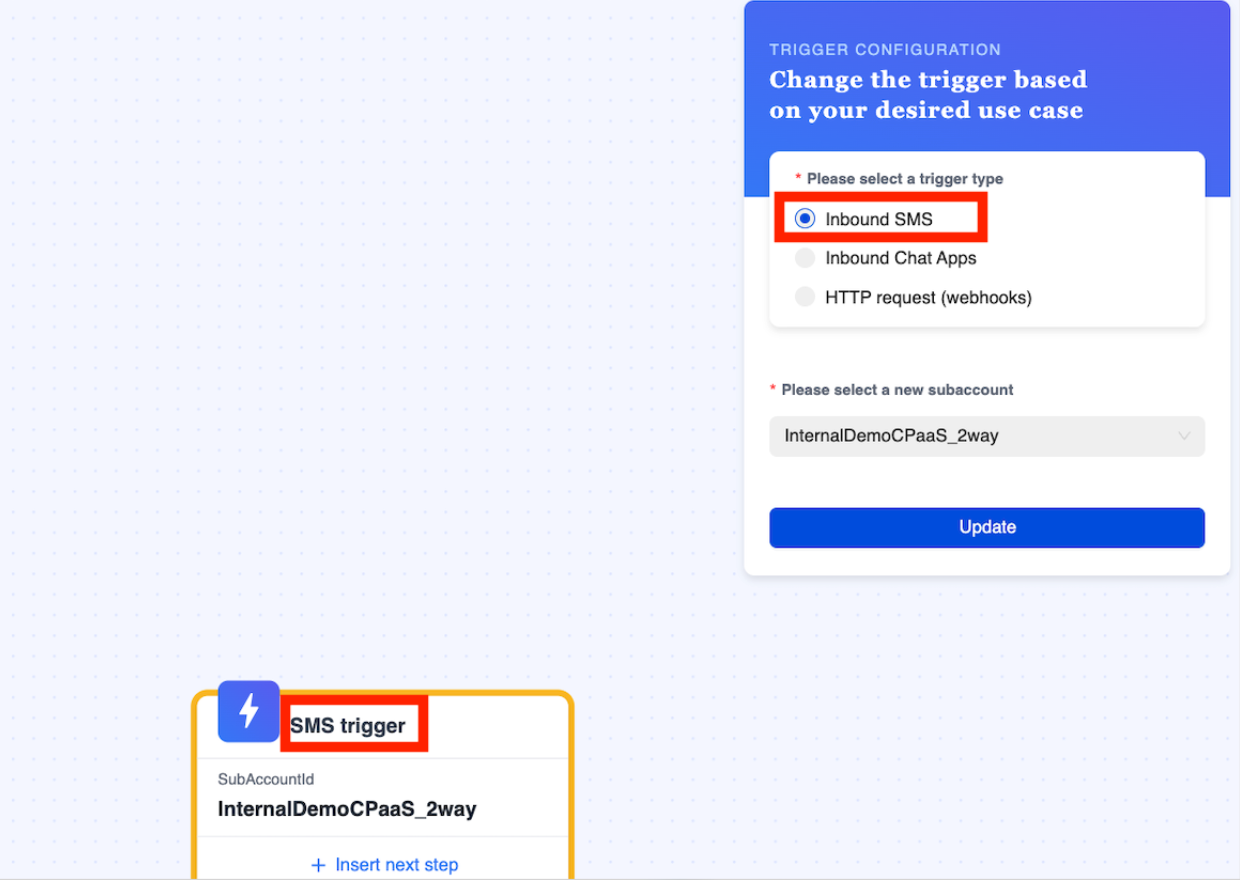 TRIGGER CONFIGURATION
Change the trigger based
on your desired use case
* Please select a trigger type
Inbound SMS
Inbound Chat Apps
HTTP request (webhooks)
* Please select a new subaccount
InternalDemoCPaaS_2way
Update
SMS trigger
SubAccountId
InternalDemoCPaaS_2way
+ Insert next step